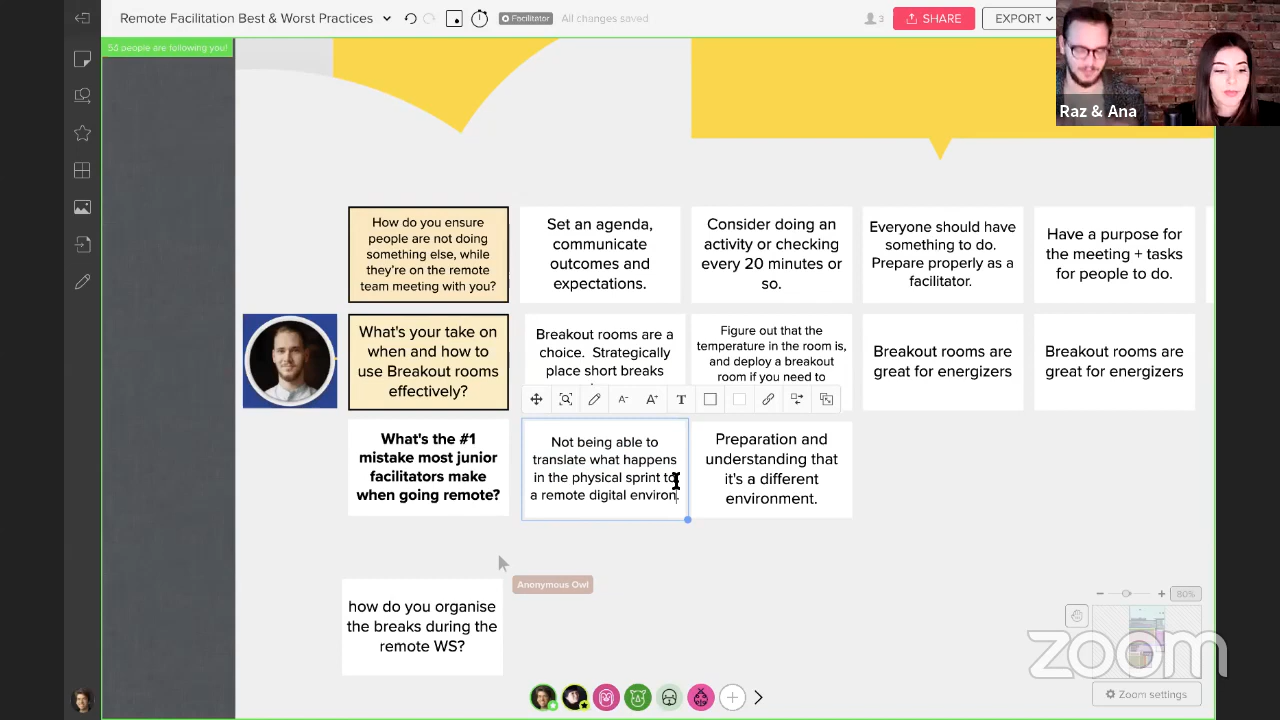 Remote Facilitation Best & Worst Practices
Facilitator
All changes saved
3
SHARE
EXPORT
Raz & Ana
53 people are following you!
How do you ensure
people are not doing
something else, while
they're on the remote
team meeting with you?
Set an agenda,
communicate
outcomes and
expectations.
Consider doing an
activity or checking
every 20 minutes or
so.
Everyone should have
something to do.
Prepare properly as a
facilitator.
Have a purpose for
the meeting + tasks
for people to do.
What's your take on
when and how to
use Breakout rooms
effectively?
Breakout rooms are a
choice. Strategically
place short breaks
Figure out that the
temperature in the room is,
and deploy a breakout
room if you need to
Breakout rooms are
great for energizers
Breakout rooms are
great for energizers
A-
A+
T
What's the #1
mistake most junior
facilitators make
when going remote?
Not being able to
translate what happens
in the physical sprint to
a remote digital environ.
Preparation and
understanding that
it's a different
environment.
Anonymous Owl
how do you organise
the breaks during the
remote WS?
80%
zoom
Zoom settings